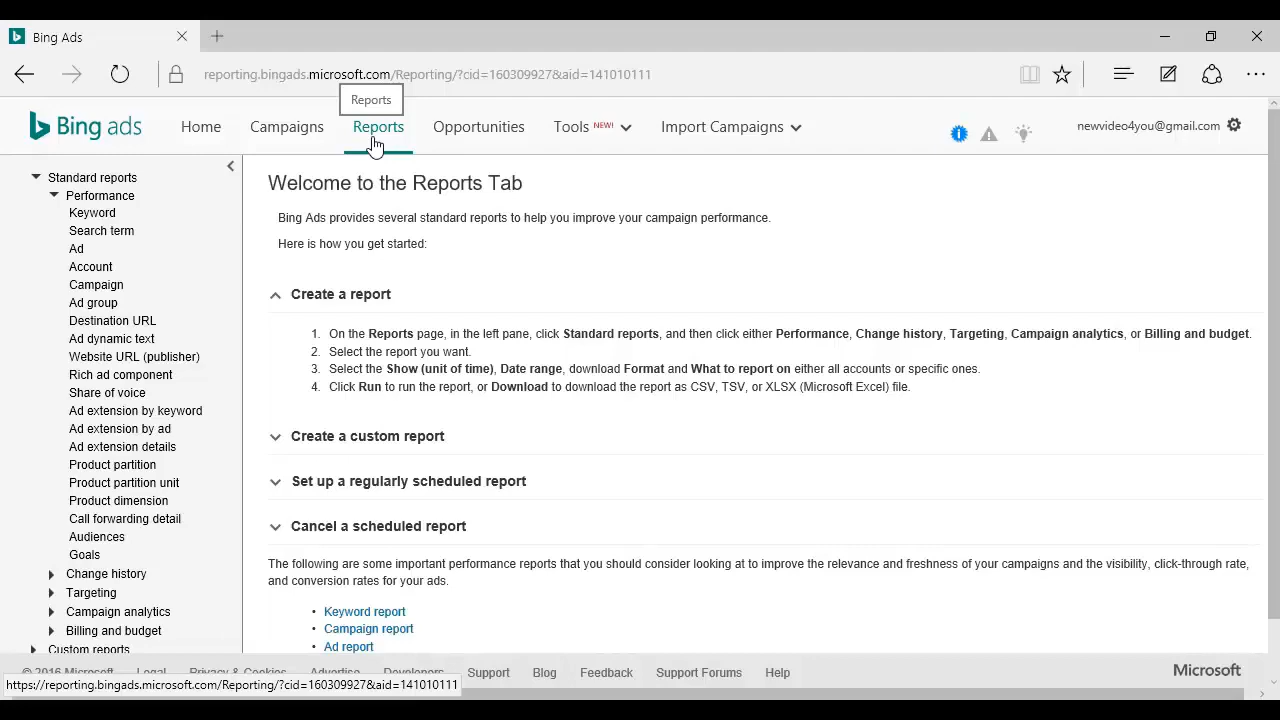 Bing Ads
reporting.bingads.microsoft.com/Reporting/?cid=160309927&aid=141010111
Reports
Bing ads
Home
Campaigns
Reports
Opportunities
Tools NEW!
Import Campaigns
newvideo4you@gmail.com
Standard reports
Performance
Keyword
Search term
Ad
Account
Campaign
Ad group
Destination URL
Ad dynamic text
Website URL (publisher)
Rich ad component
Share of voice
Ad extension by keyword
Ad extension by ad
Ad extension details
Product partition
Product partition unit
Product dimension
Call forwarding detail
Audiences
Goals
Change history
Targeting
Campaign analytics
Billing and budget
Custom reports
Welcome to the Reports Tab
Bing Ads provides several standard reports to help you improve your campaign performance.
Here is how you get started:
Create a report
1. On the Reports page, in the left pane, click Standard reports, and then click either Performance, Change history, Targeting, Campaign analytics, or Billing and budget.
2. Select the report you want.
3. Select the Show (unit of time), Date range, download Format and What to report on either all accounts or specific ones.
4. Click Run to run the report, or Download to download the report as CSV, TSV, or XLSX (Microsoft Excel) file.
Create a custom report
Set up a regularly scheduled report
Cancel a scheduled report
The following are some important performance reports that you should consider looking at to improve the relevance and freshness of your campaigns and the visibility, click-through rate,
and conversion rates for your ads.
• Keyword report
• Campaign report
• Ad report
© 2016 Microsoft
Legal
Privacy & Cookies
Advertise
Developers
Support
Blog
Feedback
Support Forums
Help
Microsoft
https://reporting.bingads.microsoft.com/Reporting/?cid=160309927&aid=141010111